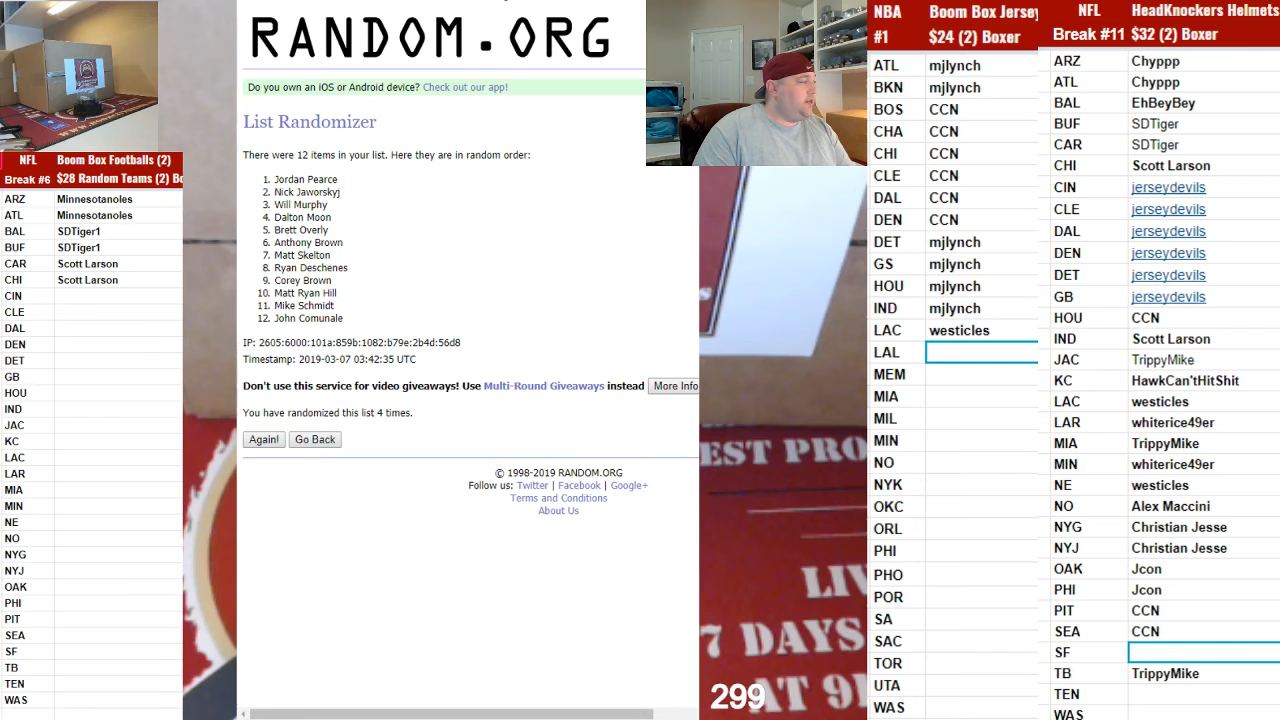 RANDOM.ORG
Do you own an iOS or Android device? Check out our app!
List Randomizer
There were 12 items in your list. Here they are in random order:
1. Jordan Pearce
2. Nick Jaworskyj
3. Will Murphy
4. Dalton Moon
5. Brett Overly
6. Anthony Brown
7. Matt Skelton
8. Ryan Deschenes
9. Corey Brown
10. Matt Ryan Hill
11. Mike Schmidt
12. John Comunale
IP: 2605:6000:101a:859b:1082:b79e:2b4d:56d8
Timestamp: 2019-03-07 03:42:35 UTC
Don't use this service for video giveaways! Use Multi-Round Giveaways instead More Info
You have randomized this list 4 times.
Again! Go Back
© 1998-2019 RANDOM.ORG
Follow us: Twitter | Facebook | Google+
Terms and Conditions
About Us
NFL Boom Box Footballs (2)
Break #6 $28 Random Teams (2) Bo
ARZ Minnesotanoles
ATL Minnesotanoles
BAL SDTiger1
BUF SDTiger1
CAR Scott Larson
CHI Scott Larson
CIN
CLE
DAL
DEN
DET
GB
HOU
IND
JAC
KC
LAC
LAR
MIA
MIN
NE
NO
NYG
NYJ
OAK
PHI
PIT
SEA
SF
TB
TEN
WAS
EST PRO
LIV
7 DAYS
AT 9
299
NBA Boom Box Jersey
#1 $24 (2) Boxer
ATL mjlynch
BKN mjlynch
BOS CCN
CHA CCN
CHI CCN
CLE CCN
DAL CCN
DEN CCN
DET mjlynch
GS mjlynch
HOU mjlynch
IND mjlynch
LAC westicles
LAL
MEM
MIA
MIL
MIN
NO
NYK
OKC
ORL
PHI
PHO
POR
SA
SAC
TOR
UTA
WAS
NFL HeadKnockers Helmets
Break #11 $32 (2) Boxer
ARZ Chyppp
ATL Chyppp
BAL EhBeyBey
BUF SDTiger
CAR SDTiger
CHI Scott Larson
CIN jerseydevils
CLE jerseydevils
DAL jerseydevils
DEN jerseydevils
DET jerseydevils
GB jerseydevils
HOU CCN
IND Scott Larson
JAC TrippyMike
KC HawkCan'tHitShit
LAC westicles
LAR whiterice49er
MIA TrippyMike
MIN whiterice49er
NE westicles
NO Alex Maccini
NYG Christian Jesse
NYJ Christian Jesse
OAK Jcon
PHI Jcon
PIT CCN
SEA CCN
SF
TB TrippyMike
TEN
WAS